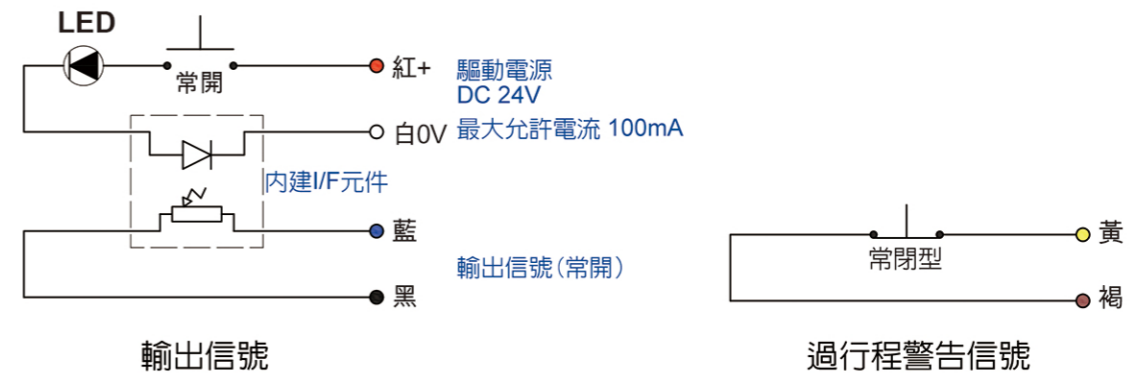 LED
常開
紅+
驅動電源
DC 24V
白0V
最大允許電流 100mA
内建I/F元件
藍
輸出信號(常開)
黑
輸出信號
常閉型
黃
褐
過行程警告信號